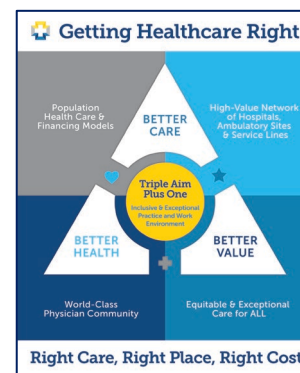 Getting Healthcare Right
Population
Health Care &
Financing Models
BETTER
CARE
High-Value Network
of Hospitals,
Ambulatory Sites
& Service Lines
Triple Aim
Plus One
Inclusive & Exceptional
Practice and Work
Environment
BETTER
HEALTH
BETTER
VALUE
World-Class
Physician Community
Equitable & Exceptional
Care for ALL
Right Care, Right Place, Right Cost